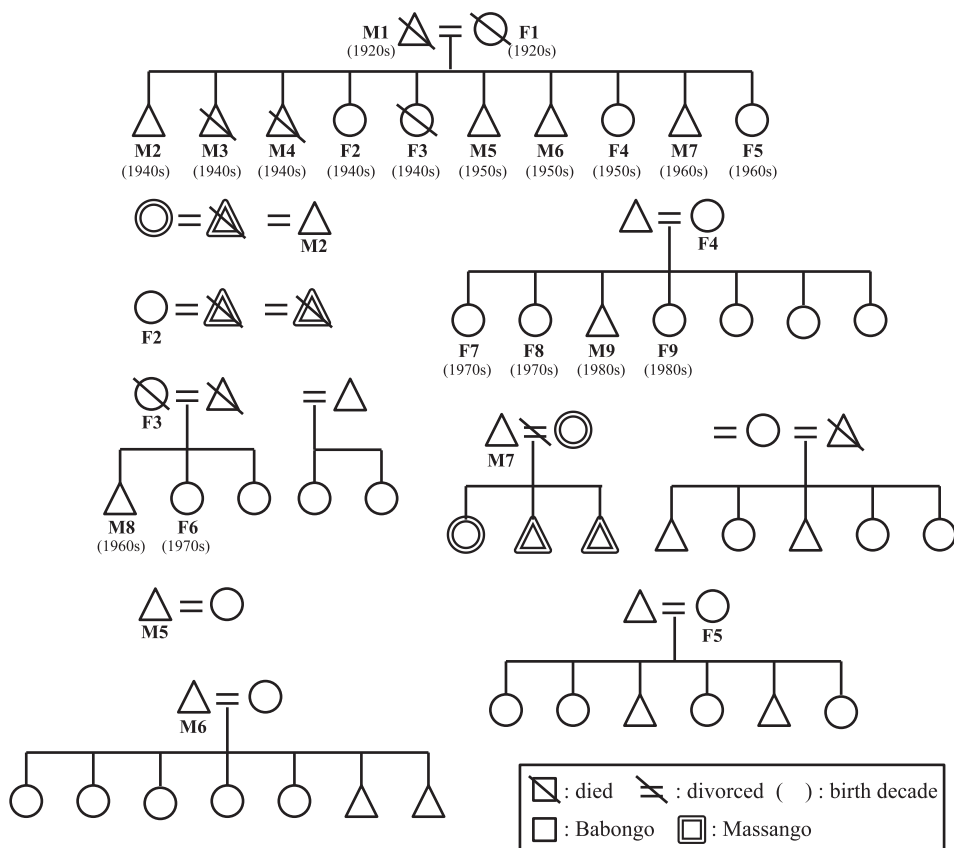 M1 F1
(1920s) (1920s)
M2 M3 M4 F2 F3 M5 M6 F4 M7 F5
(1940s) (1940s) (1940s) (1940s) (1940s) (1950s) (1950s) (1950s) (1960s) (1960s)
M2
F4
F2
F7 F8 M9 F9
(1970s) (1970s) (1980s) (1980s)
F3
M7
M8 F6
(1960s) (1970s)
M5
F5
M6
: died : divorced ( ) : birth decade
: Babongo : Massango